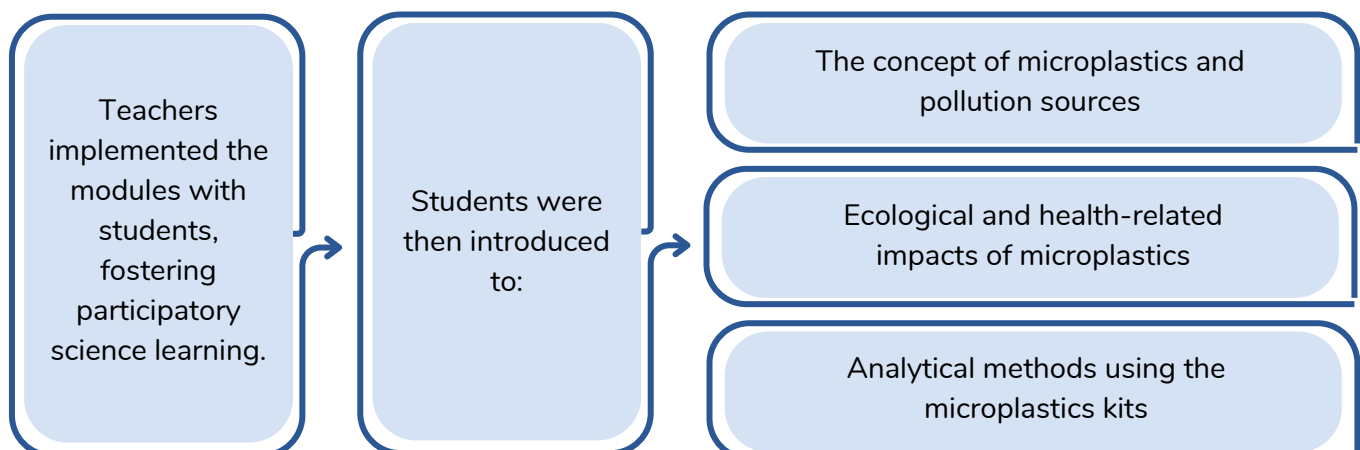 Teachers
implemented the
modules with
students,
fostering
participatory
science learning.
Students were
then introduced
to:
The concept of microplastics and
pollution sources
Ecological and health-related
impacts of microplastics
Analytical methods using the
microplastics kits